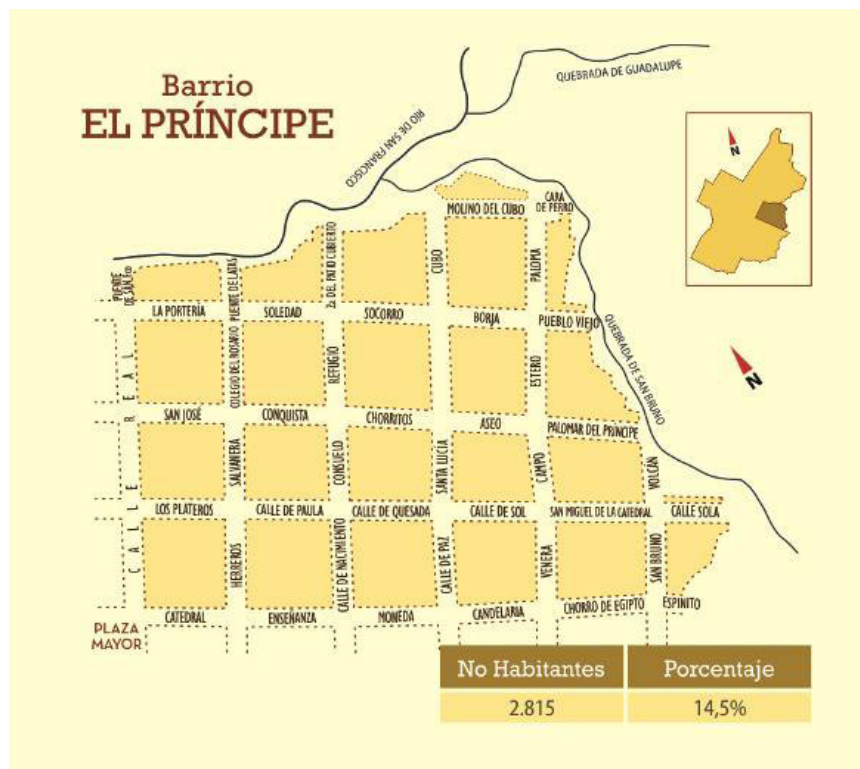 Barrio
EL PRÍNCIPE
QUEBRADA DE GUADALUPE
RÍO DE SAN FRANCISCO
N
MOLINO DEL CUBO
CARA
DE PERRO
PUENTE
DE SAN Fco
PUENTE DE LATAS
2a. DEL PATIO CUBIERTO
CUBO
PALOMA
LA PORTERÍA
SOLEDAD
SOCORRO
BORJA
PUEBLO VIEJO
QUEBRADA DE SAN BRUNO
N
CALLE REAL
COLEGIO DEL ROSARIO
REFUGIO
ESTERO
SAN JOSÉ
CONQUISTA
CHORRITOS
ASEO
PALOMAR DEL PRÍNCIPE
SALVANERA
CONSUELO
SANTA LUCIA
CAMPO
VOLCÁN
LOS PLATEROS
CALLE DE PAULA
CALLE DE QUESADA
CALLE DE SOL
SAN MIGUEL DE LA CATEDRAL
CALLE SOLA
HERREROS
CALLE DE NACIMIENTO
CALLE DE PAZ
VENERA
SAN BRUNO
CATEDRAL
ENSEÑANZA
MONEDA
CANDELARIA
CHORRO DE EGIPTO
ESPINITO
PLAZA
MAYOR
No Habitantes
Porcentaje
2.815
14,5%